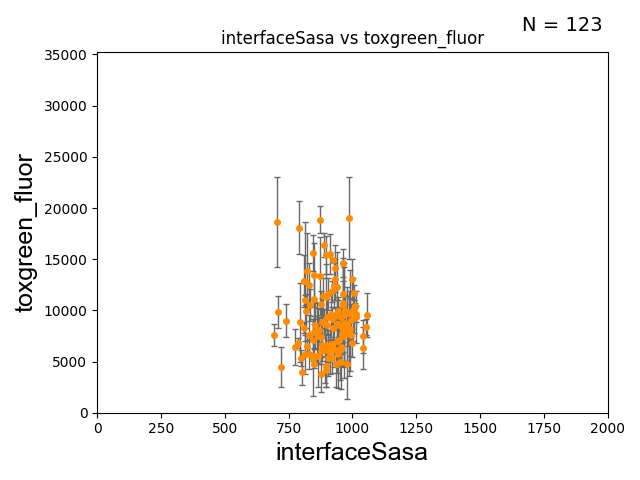 N = 123
interfaceSasa vs toxgreen_fluor
35000
30000
25000
20000
15000
10000
5000
0
toxgreen_fluor
0 250 500 750 1000 1250 1500 1750 2000
interfaceSasa